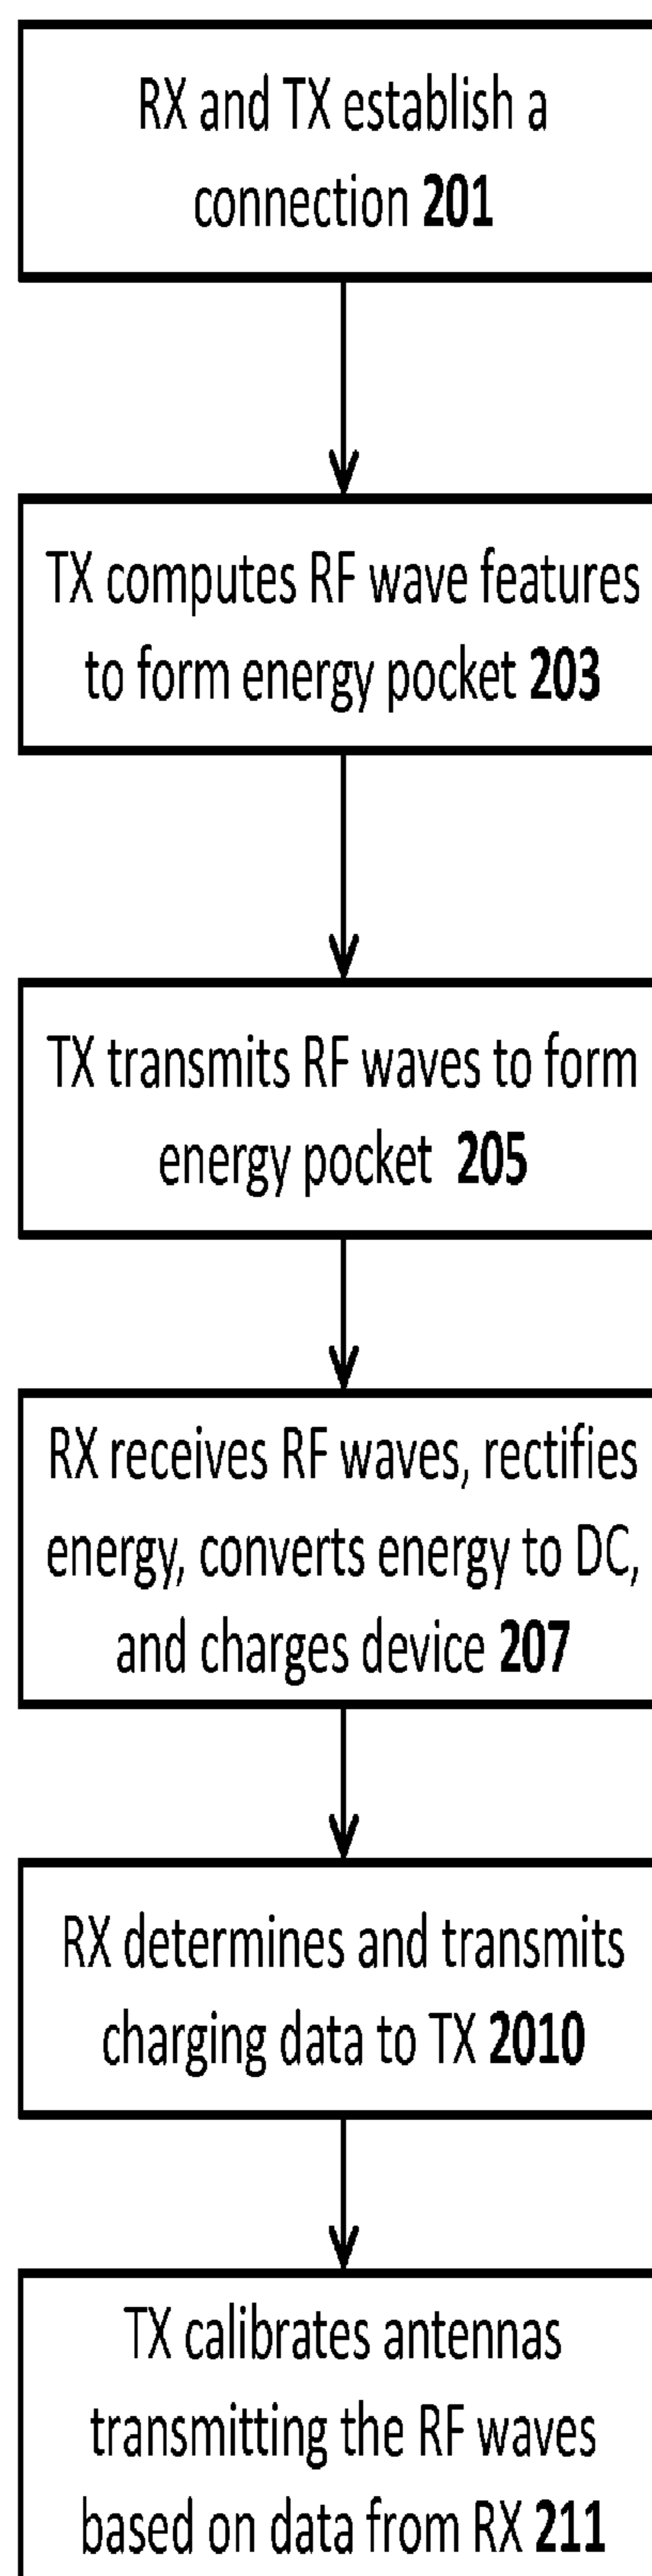 RX and TX establish a
connection 201
TX computes RF wave features
to form energy pocket 203
TX transmits RF waves to form
energy pocket 205
RX receives RF waves, rectifies
energy, converts energy to DC,
and charges device 207
RX determines and transmits
charging data to TX 2010
TX calibrates antennas
transmitting the RF waves
based on data from RX 211